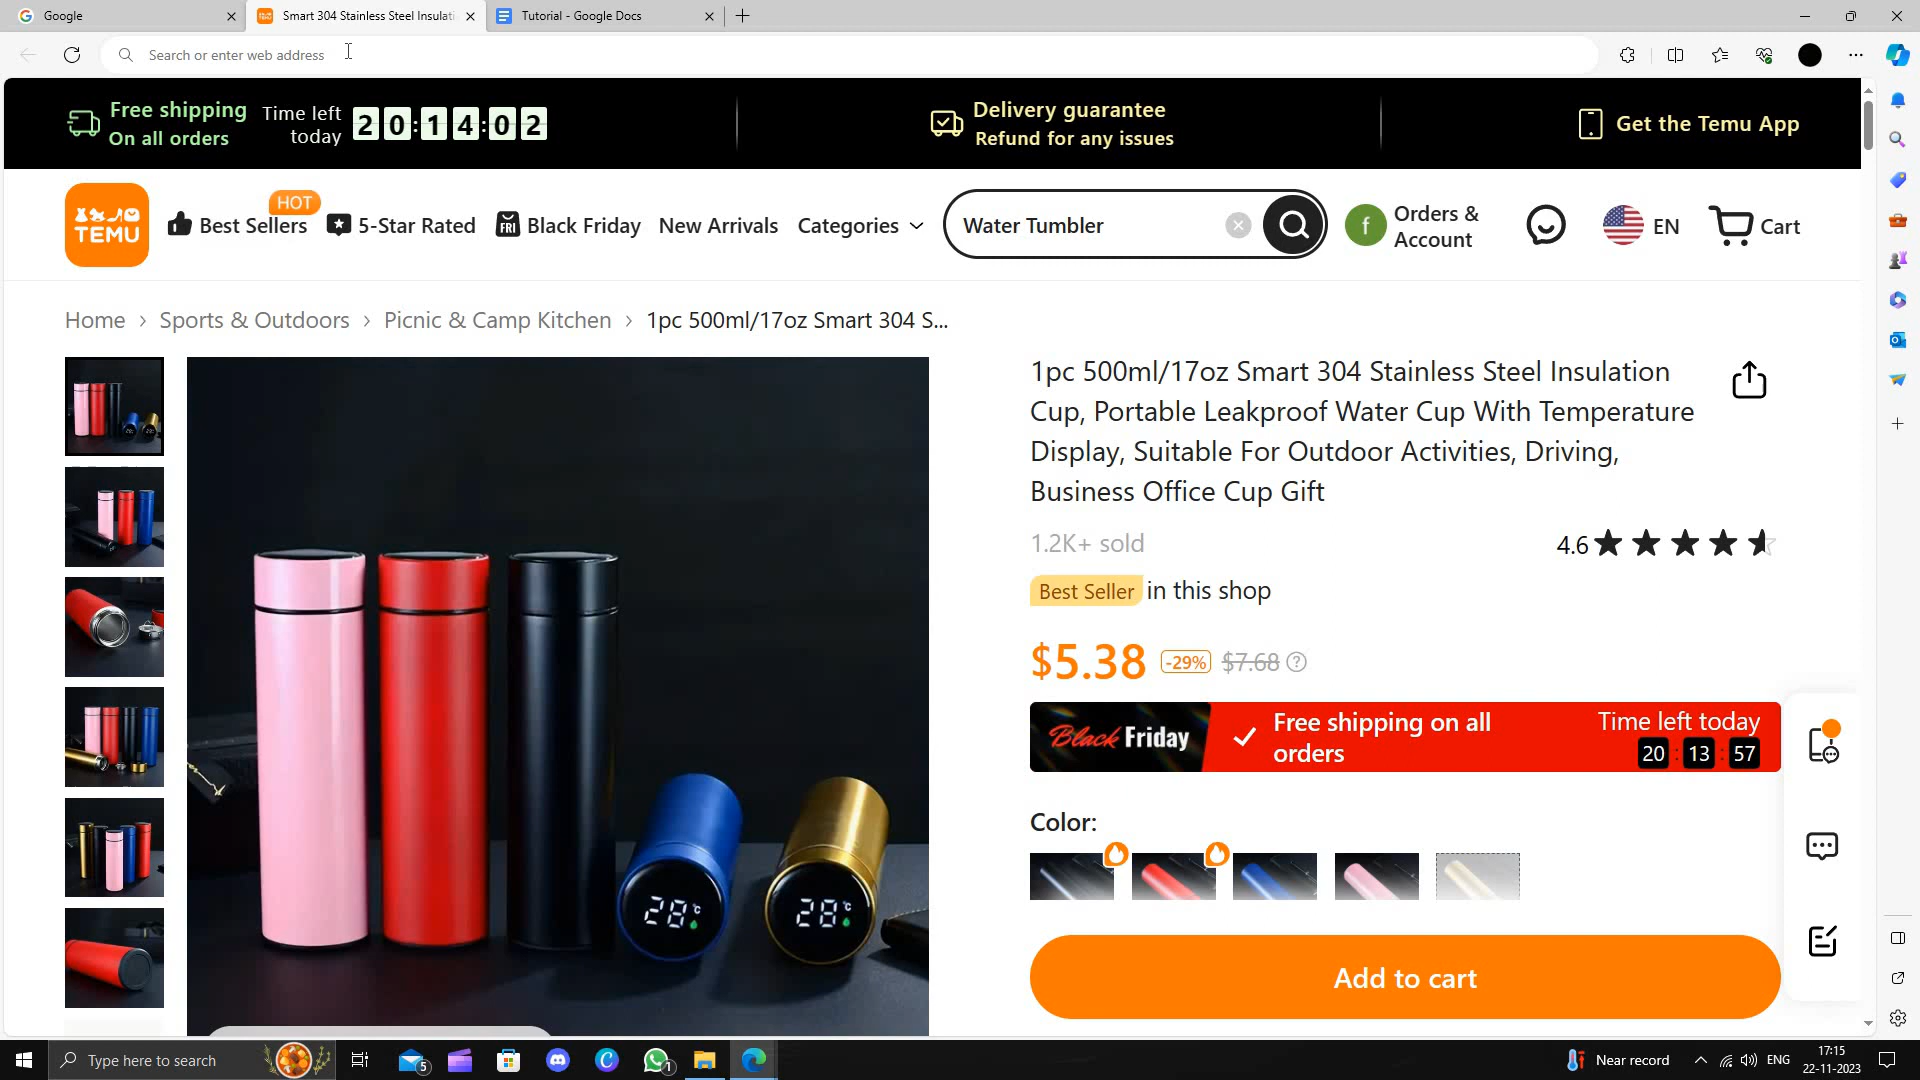 Google
Smart 304 Stainless Steel Insulati
Tutorial - Google Docs
Search or enter web address
Free shipping
On all orders
Time left
today
20:14:02
Delivery guarantee
Refund for any issues
Get the Temu App
TEMU
HOT
Best Sellers
5-Star Rated
FRI
Black Friday
New Arrivals
Categories
Water Tumbler
f
Orders &
Account
EN
Cart
Home › Sports & Outdoors › Picnic & Camp Kitchen › 1pc 500ml/17oz Smart 304 S...
1pc 500ml/17oz Smart 304 Stainless Steel Insulation
Cup, Portable Leakproof Water Cup With Temperature
Display, Suitable For Outdoor Activities, Driving,
Business Office Cup Gift
1.2K+ sold
4.6
Best Seller in this shop
$5.38 -29% $7.68 ?
Black Friday
Free shipping on all
orders
Time left today
20 : 13 : 57
Color:
28 °C
28 °C
Add to cart
Type here to search
5
1
Near record
ENG
17:15
22-11-2023